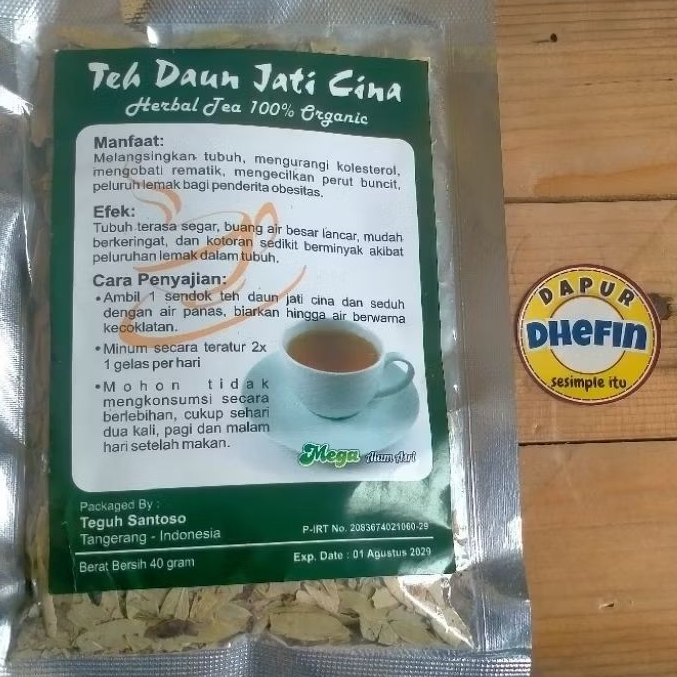 Teh Daun Jati Cina
Herbal Tea 100% Organic
Manfaat:
Melangsingkan tubuh, mengurangi kolesterol,
mengobati rematik, mengecilkan perut buncit,
peluruh lemak bagi penderita obesitas.
Efek:
Tubuh terasa segar, buang air besar lancar, mudah
berkeringat, dan kotoran sedikit berminyak akibat
peluruhan lemak dalam tubuh.
Cara Penyajian:
• Ambil 1 sendok teh daun jati cina dan seduh
dengan air panas, biarkan hingga air berwarna
kecoklatan.
• Minum secara teratur 2x
1 gelas per hari
• Mohon tidak
mengkonsumsi secara
berlebihan, cukup sehari
dua kali, pagi dan malam
hari setelah makan.
Mega Alam Asri
Packaged By :
Teguh Santoso
Tangerang - Indonesia
P-IRT No. 2083674021060-29
Berat Bersih 40 gram
Exp. Date : 01 Agustus 2029
DAPUR
DHEFIN
sesimple itu